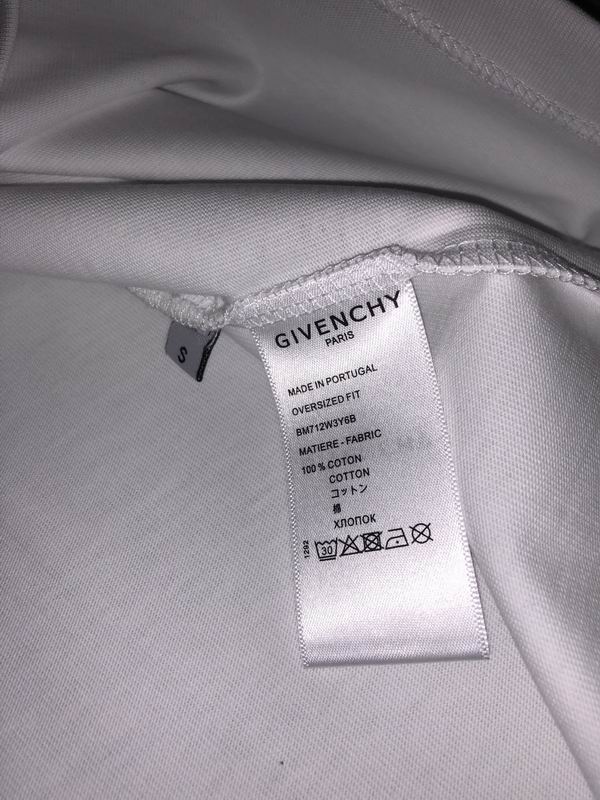 S
GIVENCHY
PARIS
MADE IN PORTUGAL
OVERSIZED FIT
BM712W3Y6B
MATIERE - FABRIC
100 % COTON
COTTON
コットン
棉
ХЛОПОК
1292
30